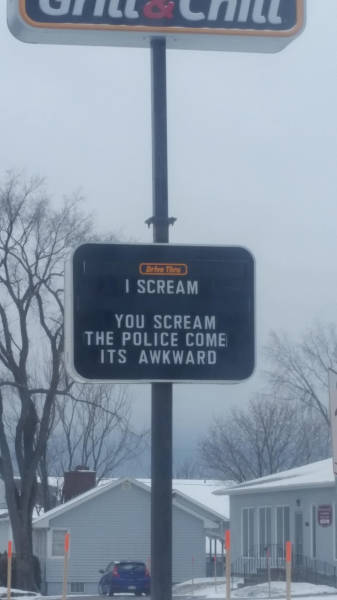 Grill & Chill
Drive Thru
I SCREAM
YOU SCREAM
THE POLICE COME
ITS AWKWARD